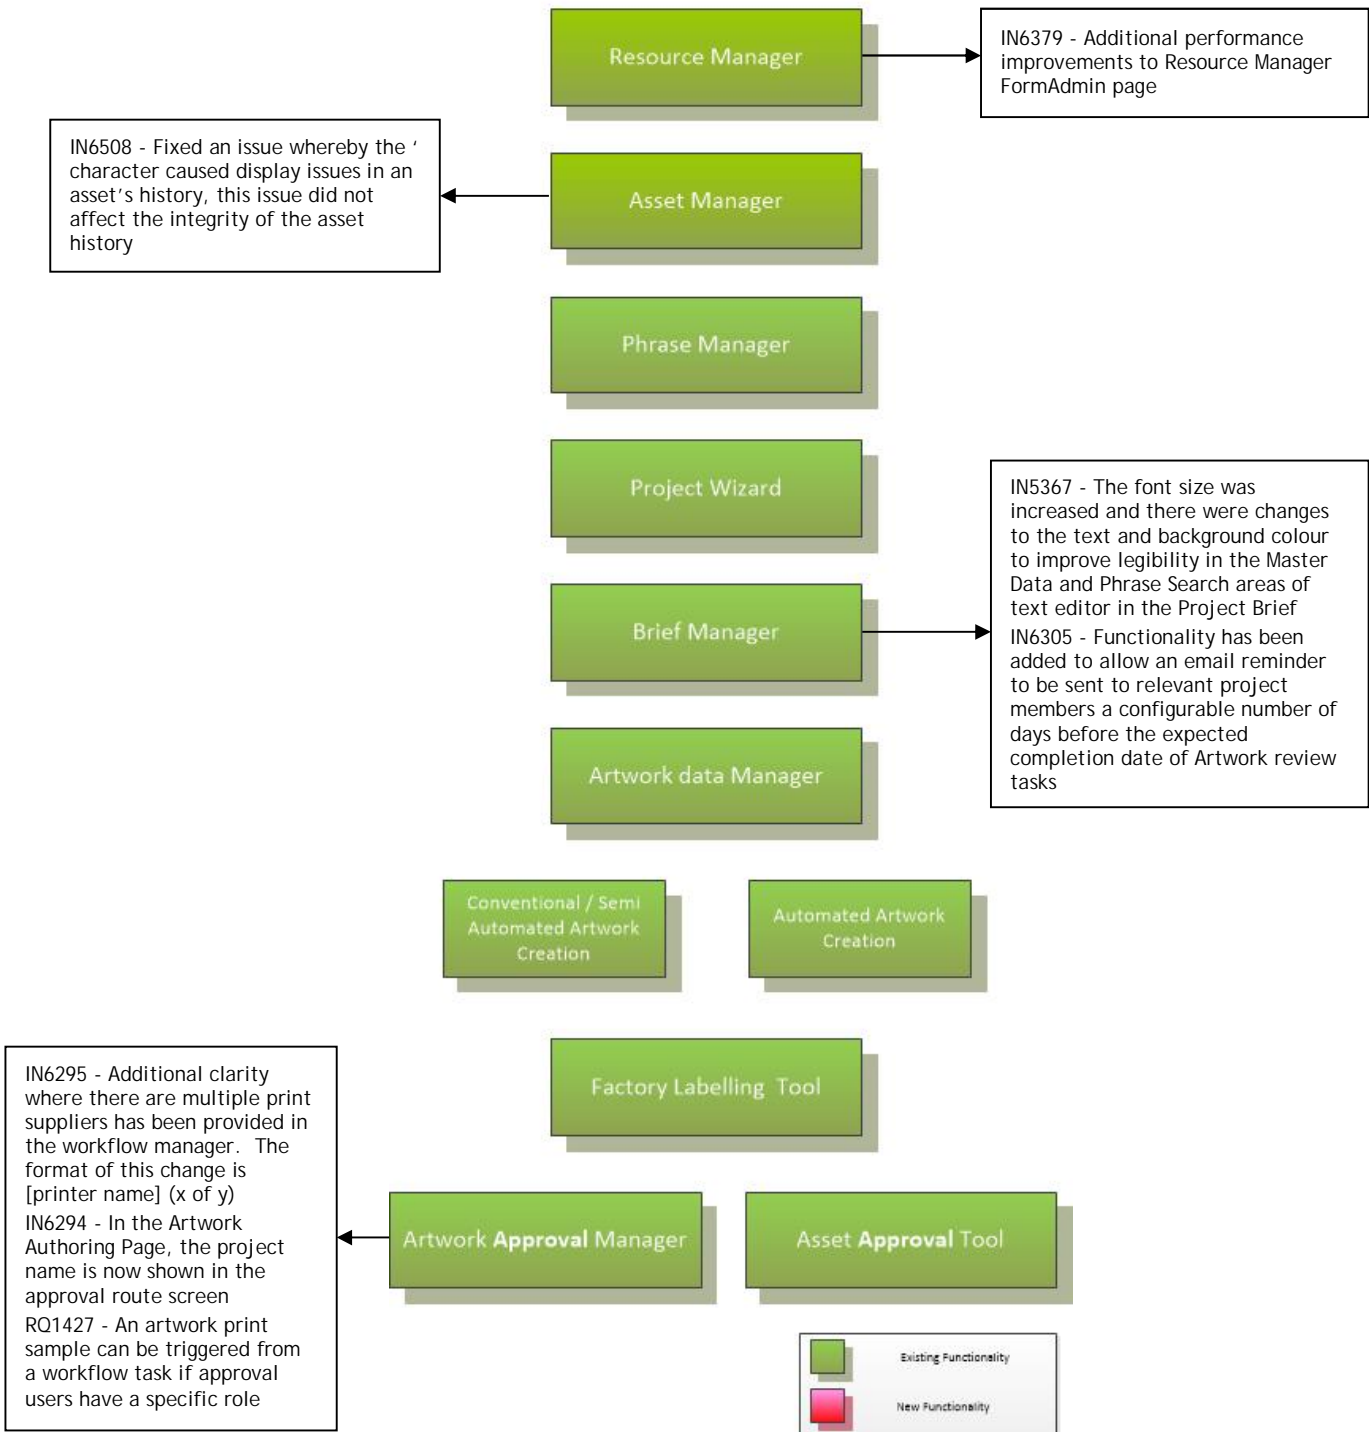 Resource Manager
IN6379 - Additional performance
improvements to Resource Manager
FormAdmin page
IN6508 - Fixed an issue whereby the ‘
character caused display issues in an
asset’s history, this issue did not
affect the integrity of the asset
history
Asset Manager
Phrase Manager
Project Wizard
IN5367 - The font size was
increased and there were changes
to the text and background colour
to improve legibility in the Master
Data and Phrase Search areas of
text editor in the Project Brief
IN6305 - Functionality has been
added to allow an email reminder
to be sent to relevant project
members a configurable number of
days before the expected
completion date of Artwork review
tasks
Brief Manager
Artwork data Manager
Conventional / Semi
Automated Artwork
Creation
Automated Artwork
Creation
Factory Labelling Tool
IN6295 - Additional clarity
where there are multiple print
suppliers has been provided in
the workflow manager. The
format of this change is
[printer name] (x of y)
IN6294 - In the Artwork
Authoring Page, the project
name is now shown in the
approval route screen
RQ1427 - An artwork print
sample can be triggered from
a workflow task if approval
users have a specific role
Artwork Approval Manager
Asset Approval Tool
Existing Functionality
New Functionality